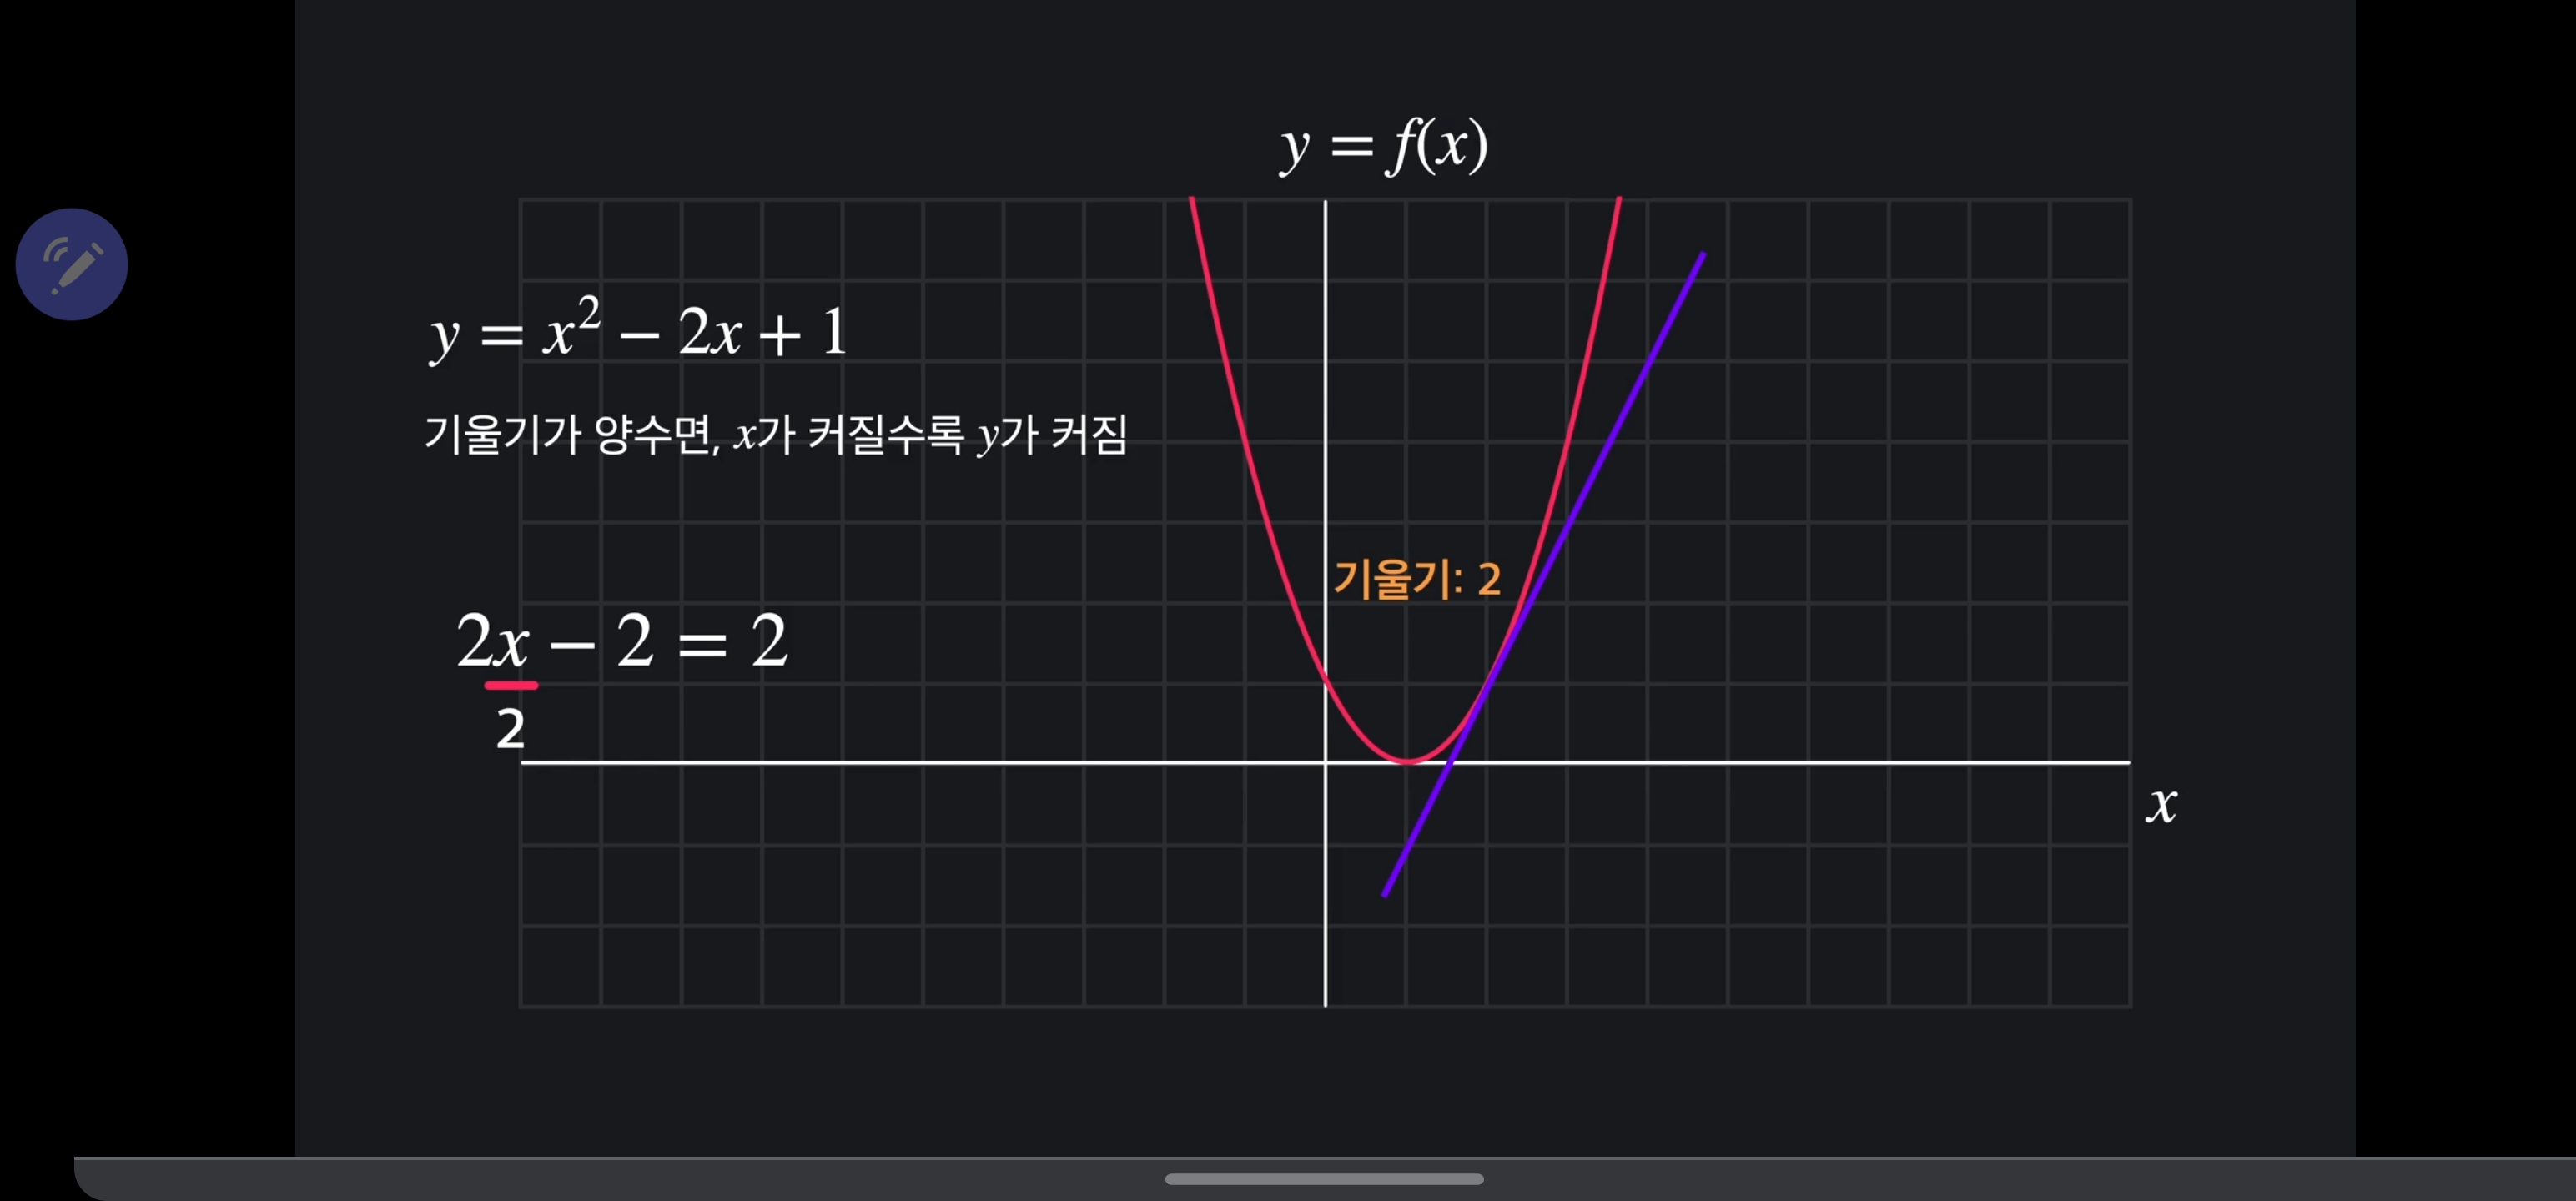 y = f(x)
y = x² − 2x + 1
기울기가 양수면, x가 커질수록 y가 커짐
기울기: 2
2x − 2 = 2
2
x